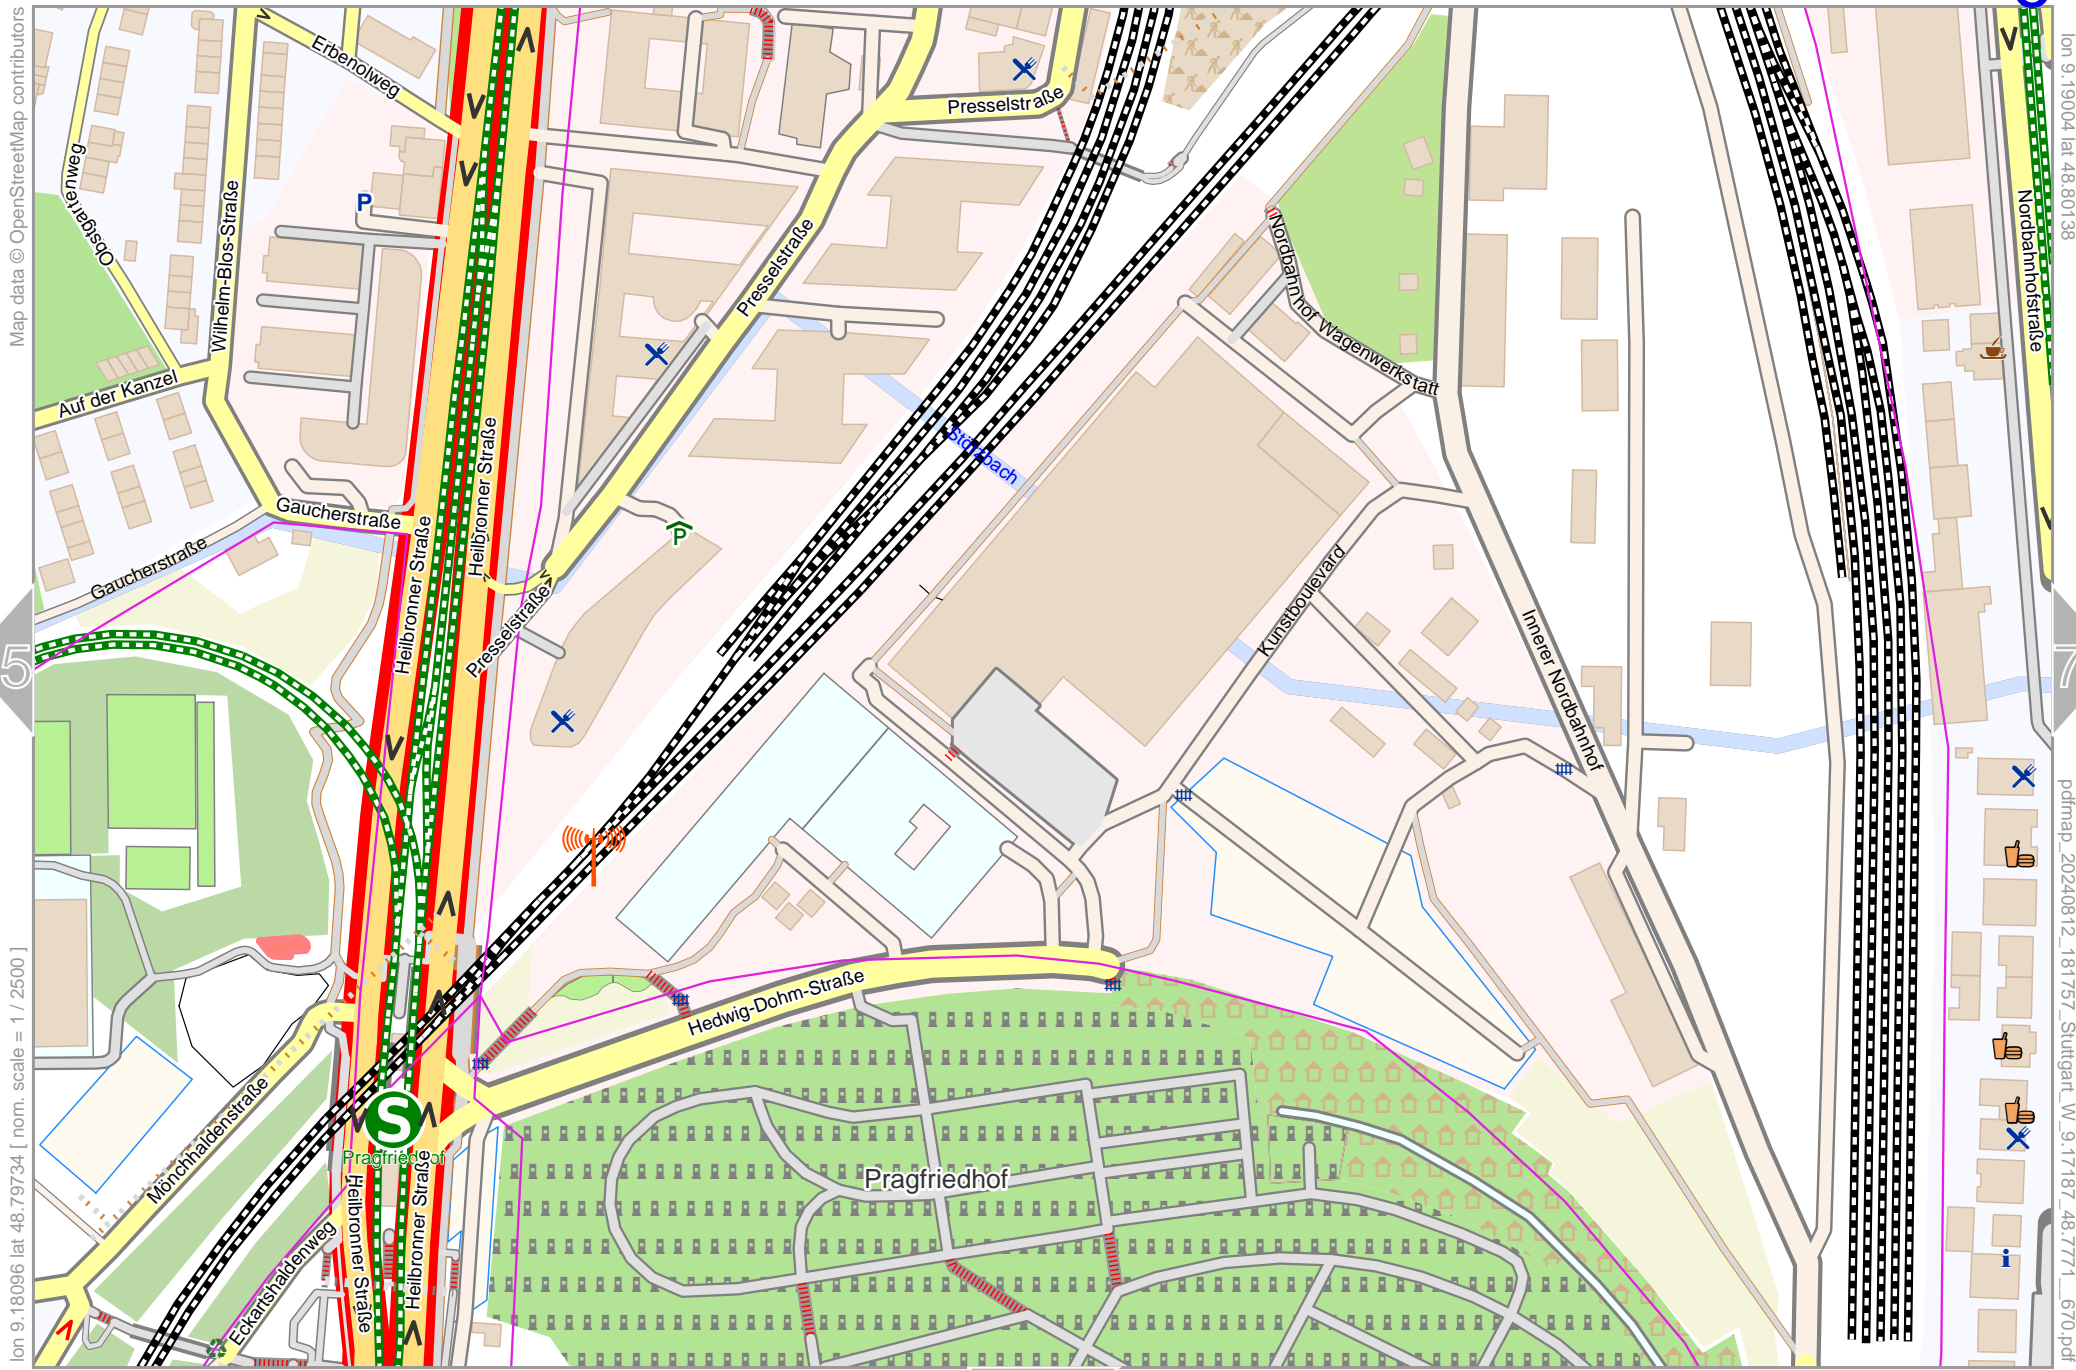 Map data © OpenStreetMap contributors
lon 9.18096 lat 48.79734 [ nom. scale = 1 / 2500 ]
lon 9.19004 lat 48.80138
pdfmap_20240812_181757_Stuttgart_W_9.17187_48.7771__670.pdf
5
7
Erbenolweg
Obstgartenweg
Wilhelm-Blos-Straße
Auf der Kanzel
P
Gaucherstraße
Gaucherstraße
Heilbronner Straße
Heilbronner Straße
Presselstraße
Presselstraße
Presselstraße
P
Stötzbach
Nordbahnhof Wagenwerkstatt
Nordbahnhofstraße
Kunstboulevard
Innerer Nordbahnhof
Hedwig-Dohm-Straße
S
Pragfriedhof
Mönchhaldenstraße
Eckartshaldenweg
Heilbronner Straße
Heilbronner Straße
Pragfriedhof
i